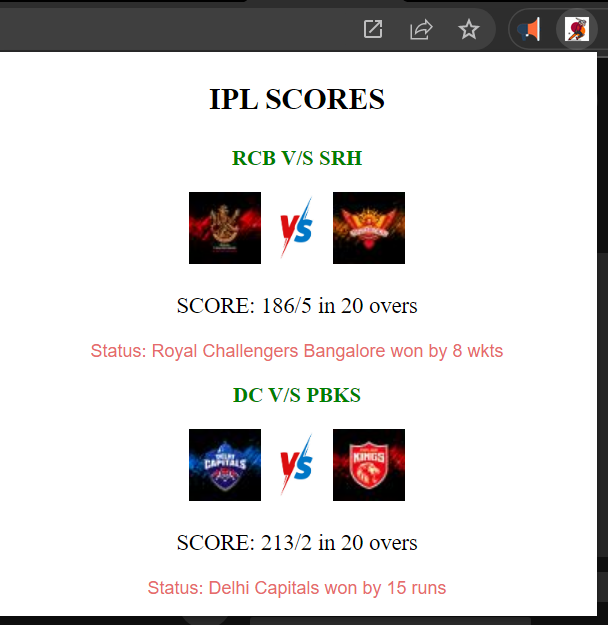 IPL SCORES
RCB V/S SRH
VS
SCORE: 186/5 in 20 overs
Status: Royal Challengers Bangalore won by 8 wkts
DC V/S PBKS
DELHI CAPITALS
VS
KINGS
SCORE: 213/2 in 20 overs
Status: Delhi Capitals won by 15 runs